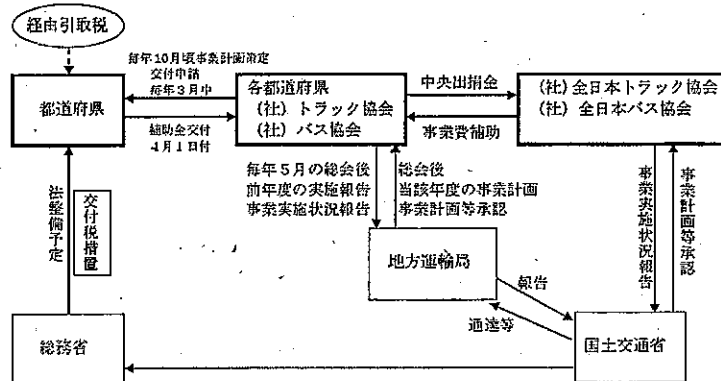 経由引取税
毎年10月頃事業計画策定
交付申請
毎年3月中
都道府県
補助金交付
4月1日付
各都道府県
(社)トラック協会
(社)バス協会
中央出捐金
事業費補助
(社)全日本トラック協会
(社)全日本バス協会
毎年5月の総会後
前年度の実施報告
事業実施状況報告
総会後
当該年度の事業計画
事業計画等承認
法整備予定
交付税措置
地方運輸局
報告
通達等
事業実施状況報告
事業計画等承認
総務省
国土交通省